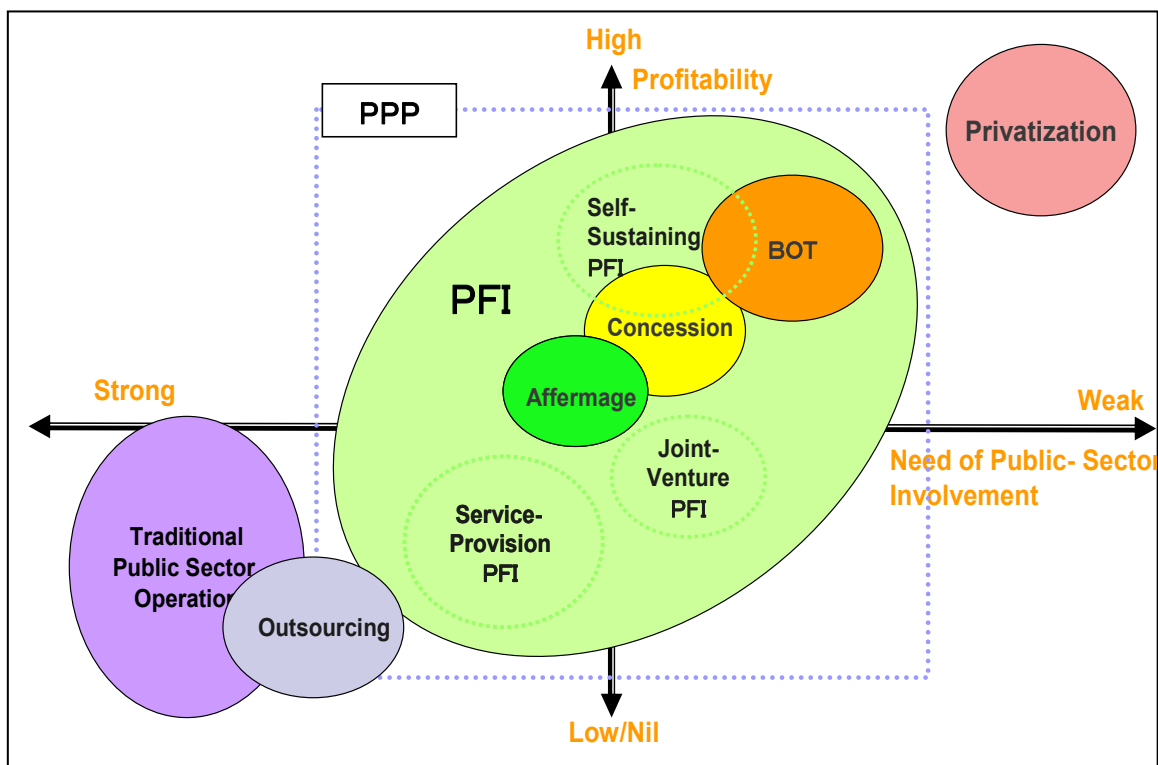 High
Profitability
PPP
Privatization
Self-
Sustaining
PFI
BOT
PFI
Concession
Strong
Affermage
Weak
Joint-
Venture
PFI
Need of Public- Sector
Involvement
Service-
Provision
PFI
Traditional
Public Sector
Operation
Outsourcing
Low/Nil